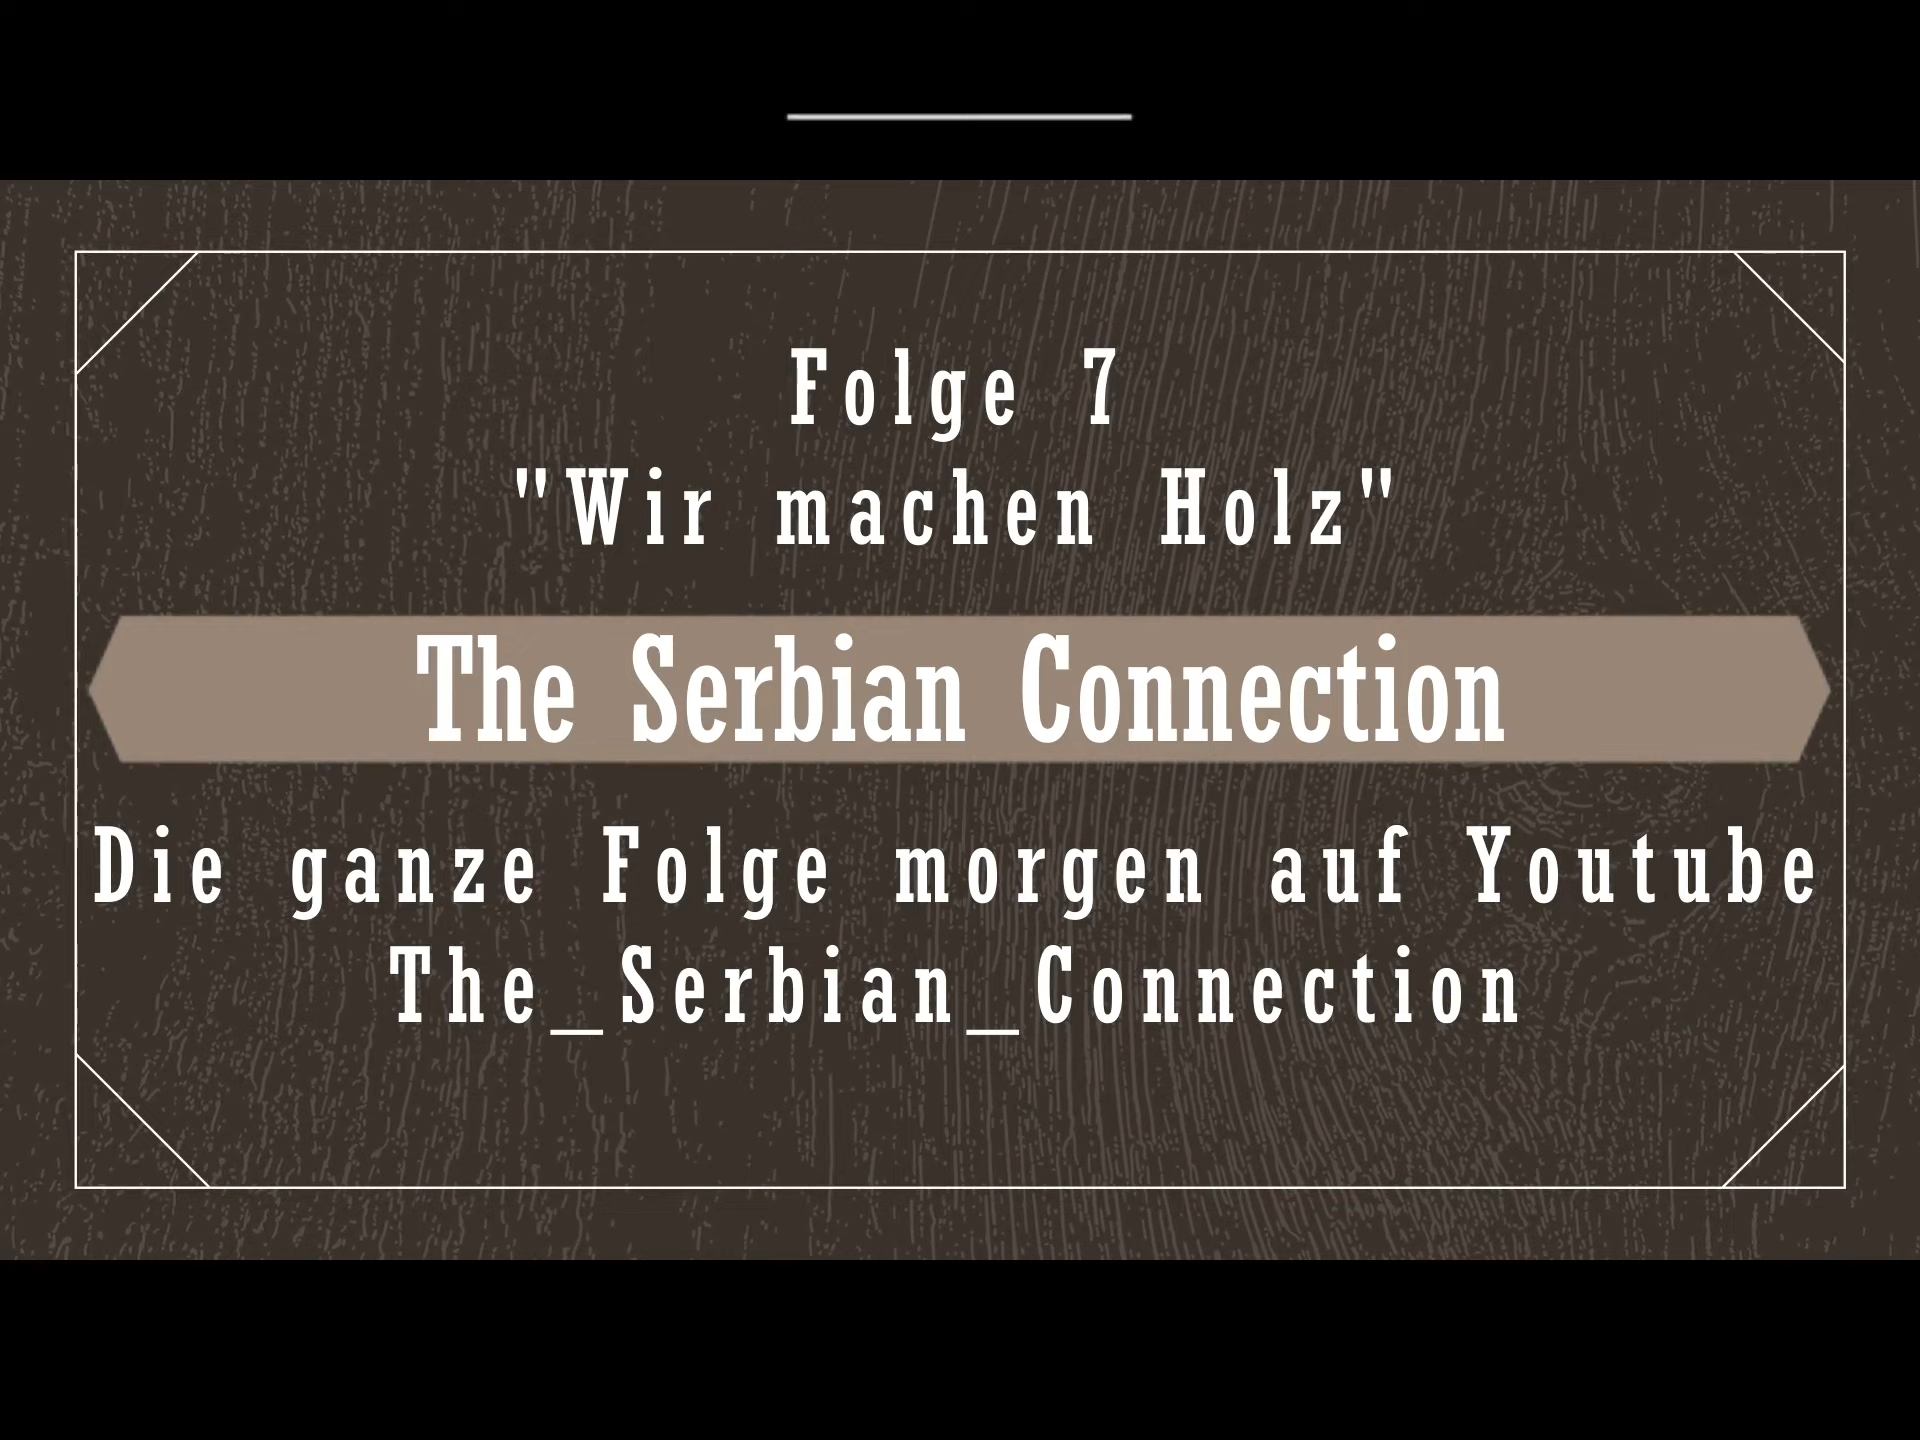 Folge 7
"Wir machen Holz"
The Serbian Connection
Die ganze Folge morgen auf Youtube
The_Serbian_Connection